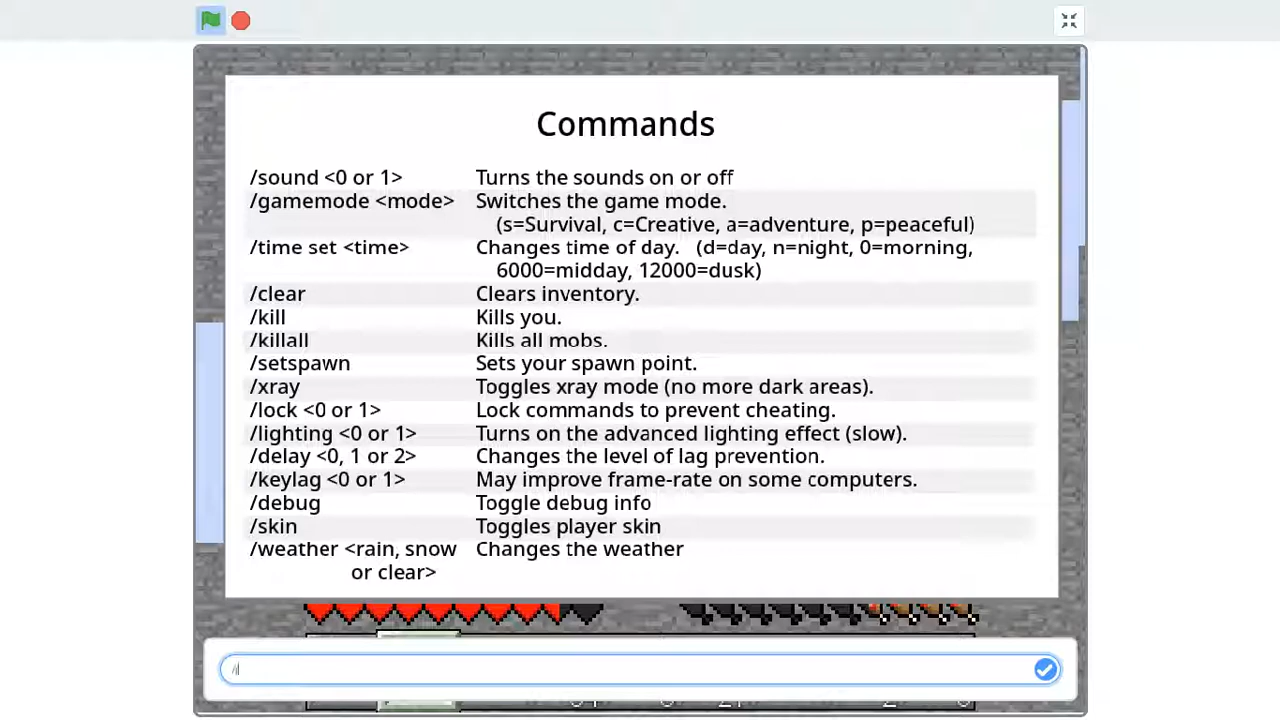 Commands
/sound <0 or 1> Turns the sounds on or off
/gamemode <mode> Switches the game mode.
(s=Survival, c=Creative, a=adventure, p=peaceful)
/time set <time> Changes time of day. (d=day, n=night, 0=morning,
6000=midday, 12000=dusk)
/clear Clears inventory.
/kill Kills you.
/killall Kills all mobs.
/setspawn Sets your spawn point.
/xray Toggles xray mode (no more dark areas).
/lock <0 or 1> Lock commands to prevent cheating.
/lighting <0 or 1> Turns on the advanced lighting effect (slow).
/delay <0, 1 or 2> Changes the level of lag prevention.
/keylag <0 or 1> May improve frame-rate on some computers.
/debug Toggle debug info
/skin Toggles player skin
/weather <rain, snow Changes the weather
or clear>